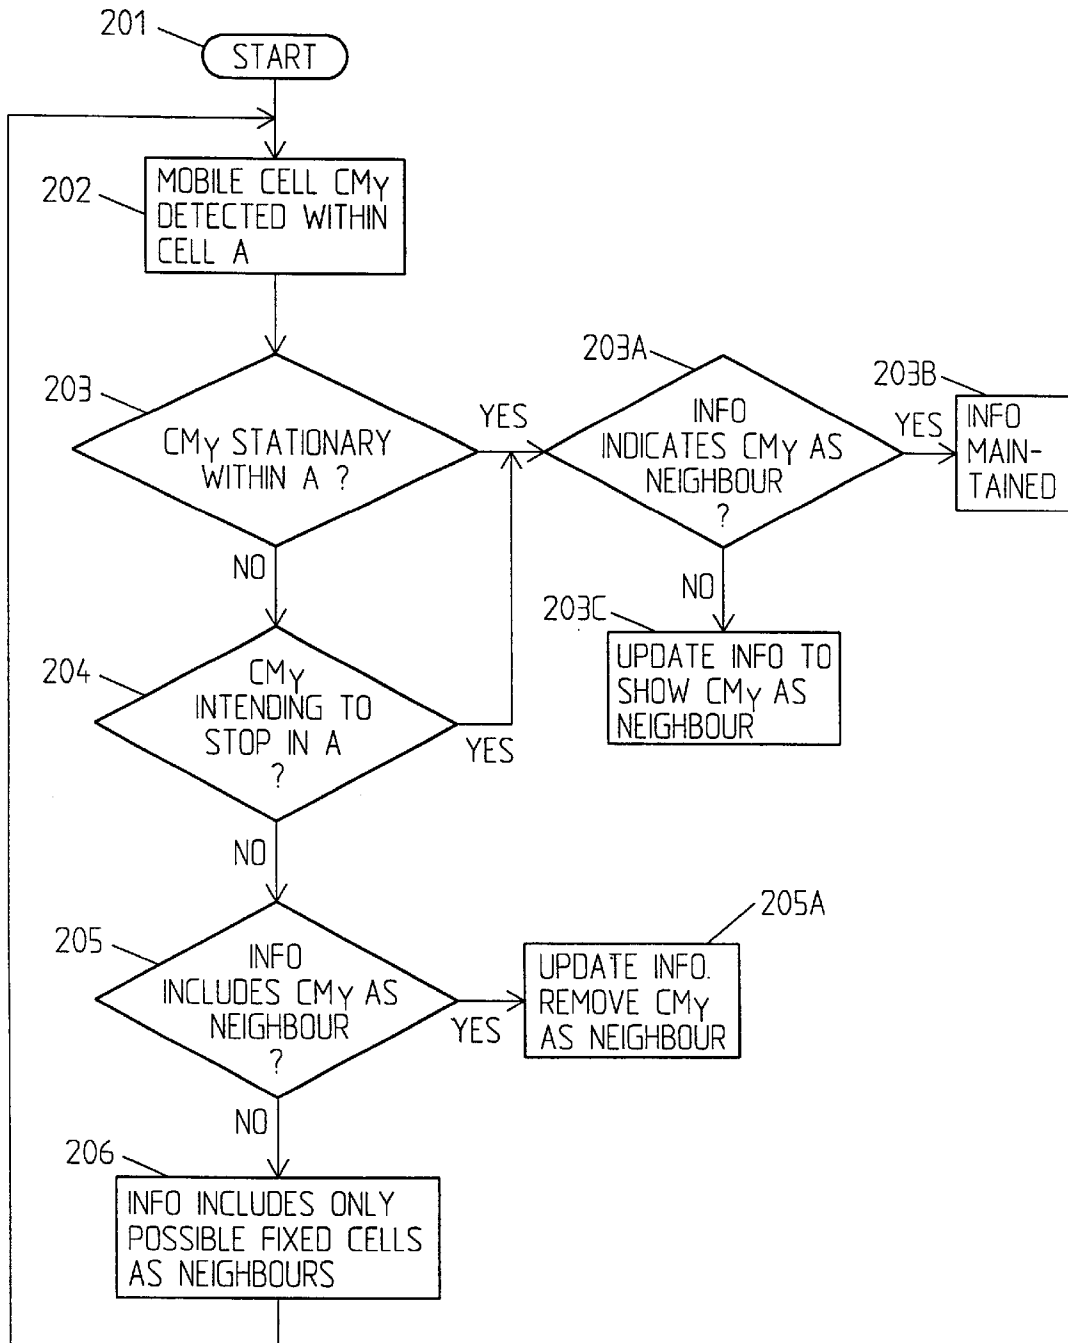 201
START
202
MOBILE CELL CMy
DETECTED WITHIN
CELL A
203
CMy STATIONARY
WITHIN A ?
YES
NO
203A
INFO
INDICATES CMy AS
NEIGHBOUR
?
YES
203B
INFO
MAIN-
TAINED
NO
203C
UPDATE INFO TO
SHOW CMy AS
NEIGHBOUR
204
CMy
INTENDING TO
STOP IN A
?
YES
NO
205
INFO
INCLUDES CMy AS
NEIGHBOUR
?
YES
205A
UPDATE INFO.
REMOVE CMy
AS NEIGHBOUR
NO
206
INFO INCLUDES ONLY
POSSIBLE FIXED CELLS
AS NEIGHBOURS